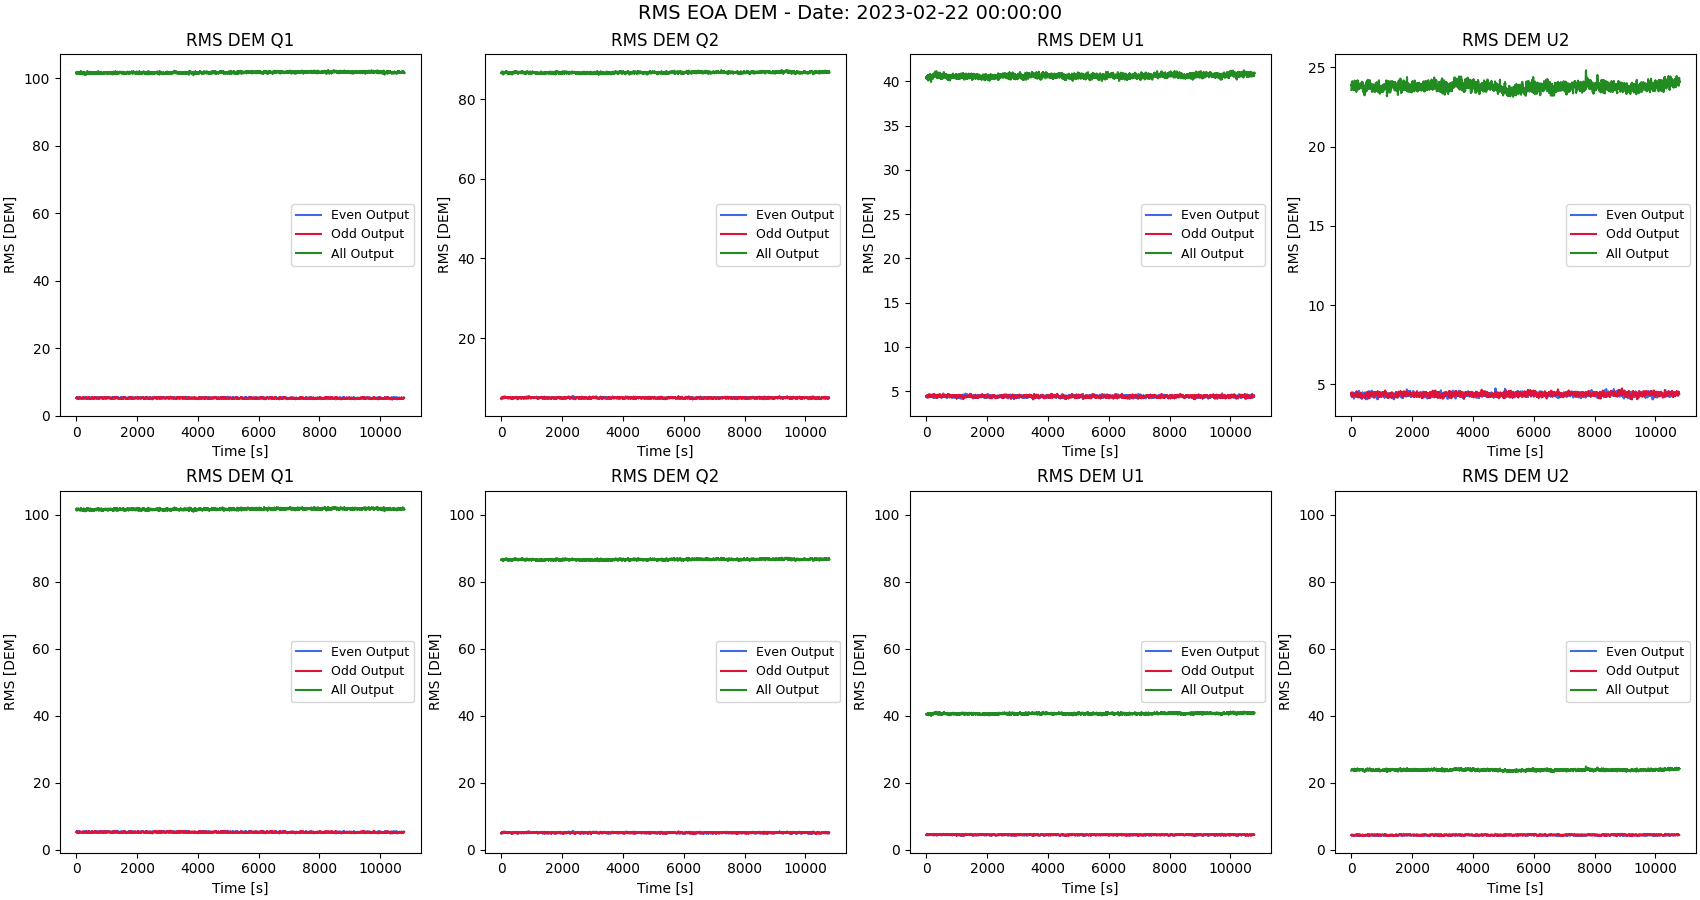 RMS EOA DEM - Date: 2023-02-22 00:00:00
RMS DEM Q1
RMS [DEM]
100
80
60
40
20
0
Even Output
Odd Output
All Output
0 2000 4000 6000 8000 10000
Time [s]
RMS DEM Q2
RMS [DEM]
80
60
40
20
Even Output
Odd Output
All Output
0 2000 4000 6000 8000 10000
Time [s]
RMS DEM U1
RMS [DEM]
40
35
30
25
20
15
10
5
Even Output
Odd Output
All Output
0 2000 4000 6000 8000 10000
Time [s]
RMS DEM U2
RMS [DEM]
25
20
15
10
5
Even Output
Odd Output
All Output
0 2000 4000 6000 8000 10000
Time [s]
RMS DEM Q1
RMS [DEM]
100
80
60
40
20
0
Even Output
Odd Output
All Output
0 2000 4000 6000 8000 10000
Time [s]
RMS DEM Q2
RMS [DEM]
100
80
60
40
20
0
Even Output
Odd Output
All Output
0 2000 4000 6000 8000 10000
Time [s]
RMS DEM U1
RMS [DEM]
100
80
60
40
20
0
Even Output
Odd Output
All Output
0 2000 4000 6000 8000 10000
Time [s]
RMS DEM U2
RMS [DEM]
100
80
60
40
20
0
Even Output
Odd Output
All Output
0 2000 4000 6000 8000 10000
Time [s]